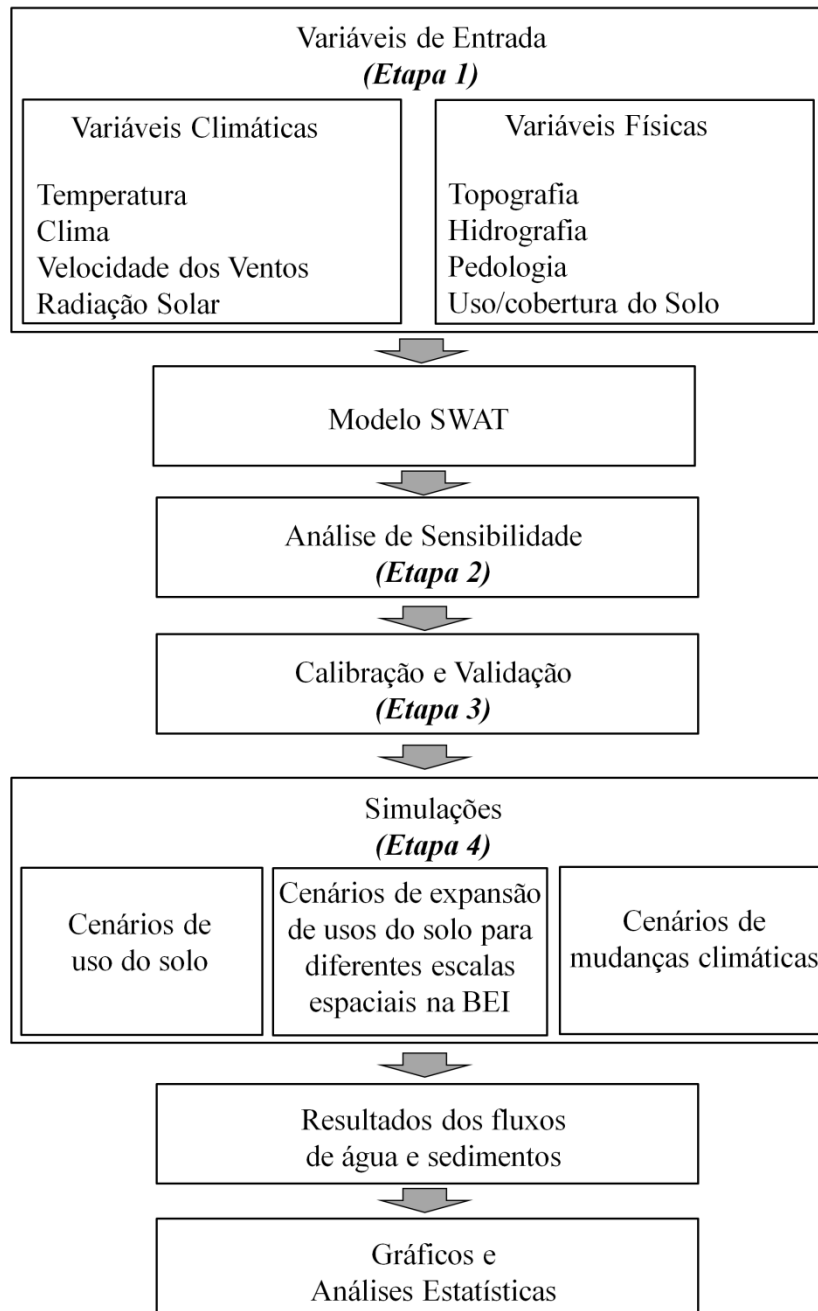 Variáveis de Entrada
(Etapa 1)
Variáveis Climáticas
Temperatura
Clima
Velocidade dos Ventos
Radiação Solar
Variáveis Físicas
Topografia
Hidrografia
Pedologia
Uso/cobertura do Solo
Modelo SWAT
Análise de Sensibilidade
(Etapa 2)
Calibração e Validação
(Etapa 3)
Simulações
(Etapa 4)
Cenários de
uso do solo
Cenários de expansão
de usos do solo para
diferentes escalas
espaciais na BEI
Cenários de
mudanças climáticas
Resultados dos fluxos
de água e sedimentos
Gráficos e
Análises Estatísticas